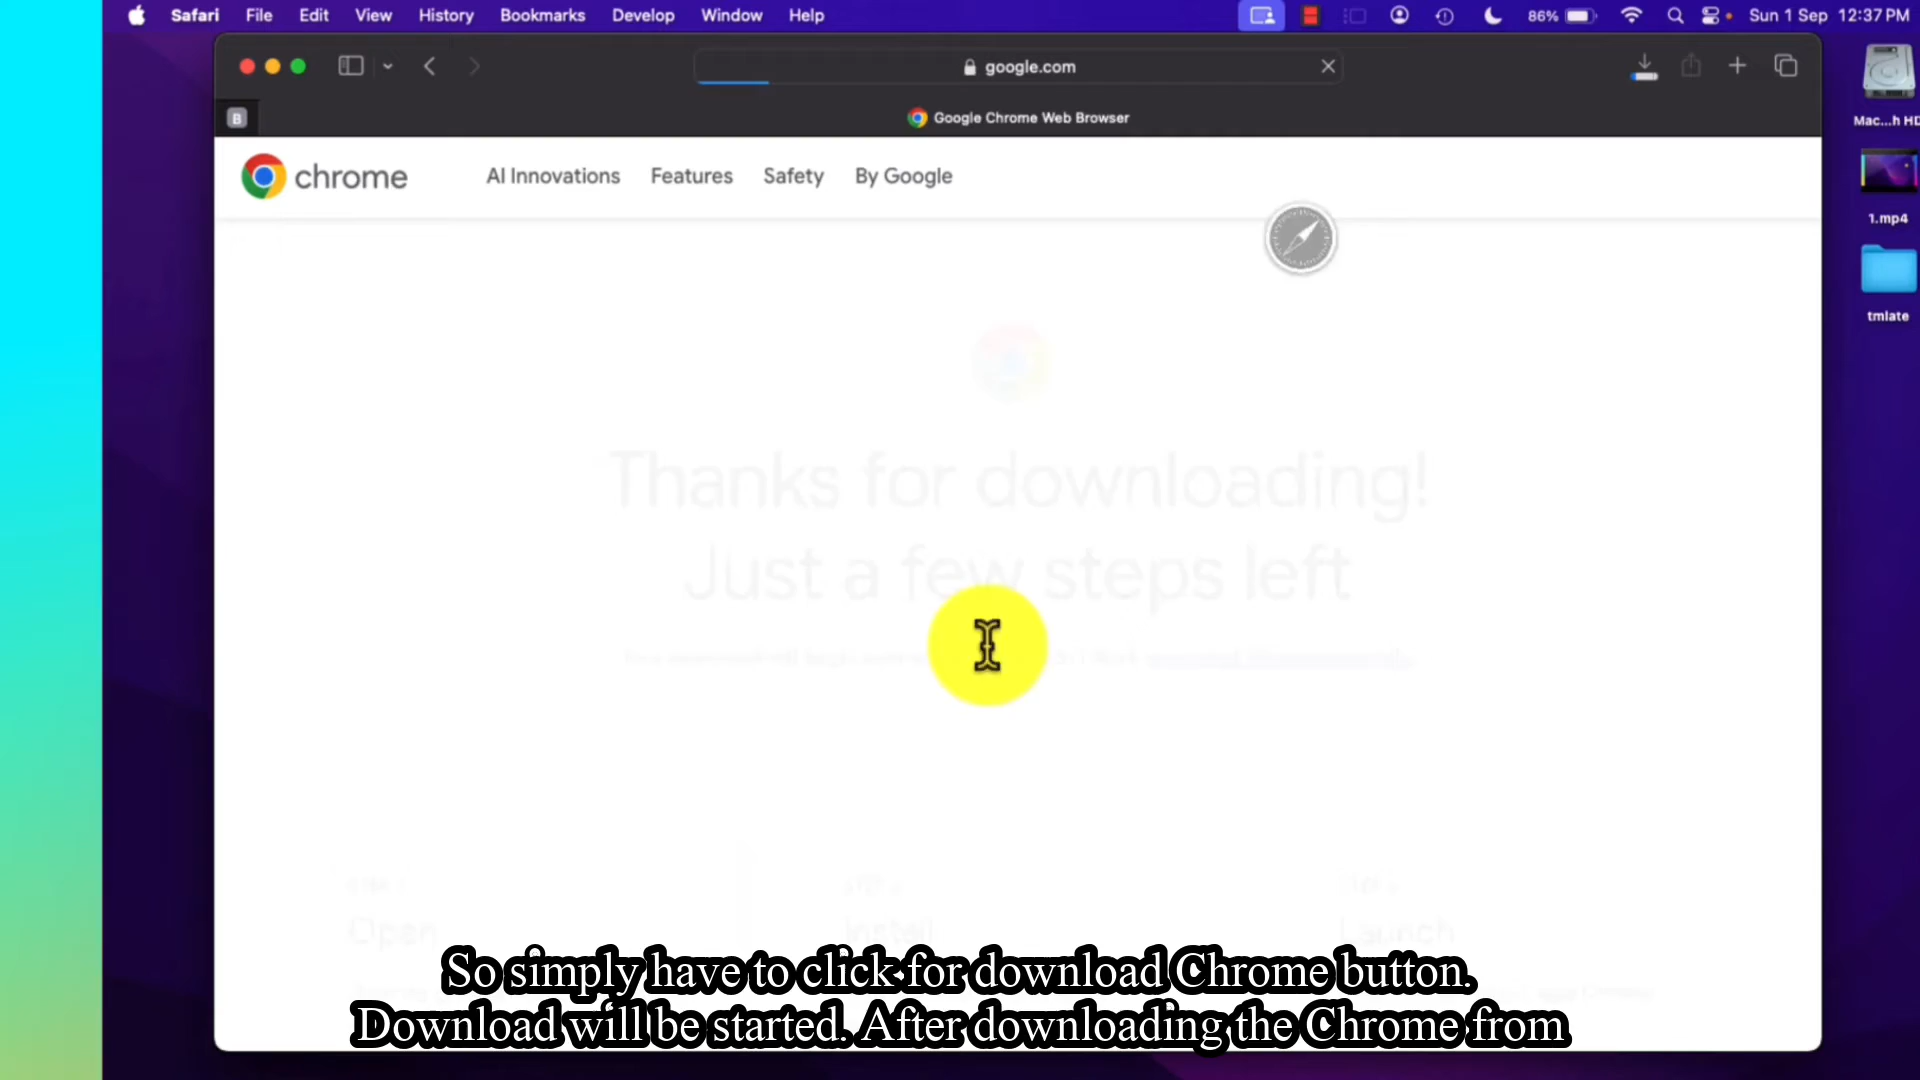 Safari File Edit View History Bookmarks Develop Window Help 86% Sun 1 Sep 12:37 PM
google.com
B Google Chrome Web Browser
Mac...h HD
chrome AI Innovations Features Safety By Google
1.mp4
tmlate
Thanks for downloading!
Just a few steps left
Open Install Launch
So simply have to click for download Chrome button.
Download will be started. After downloading the Chrome from